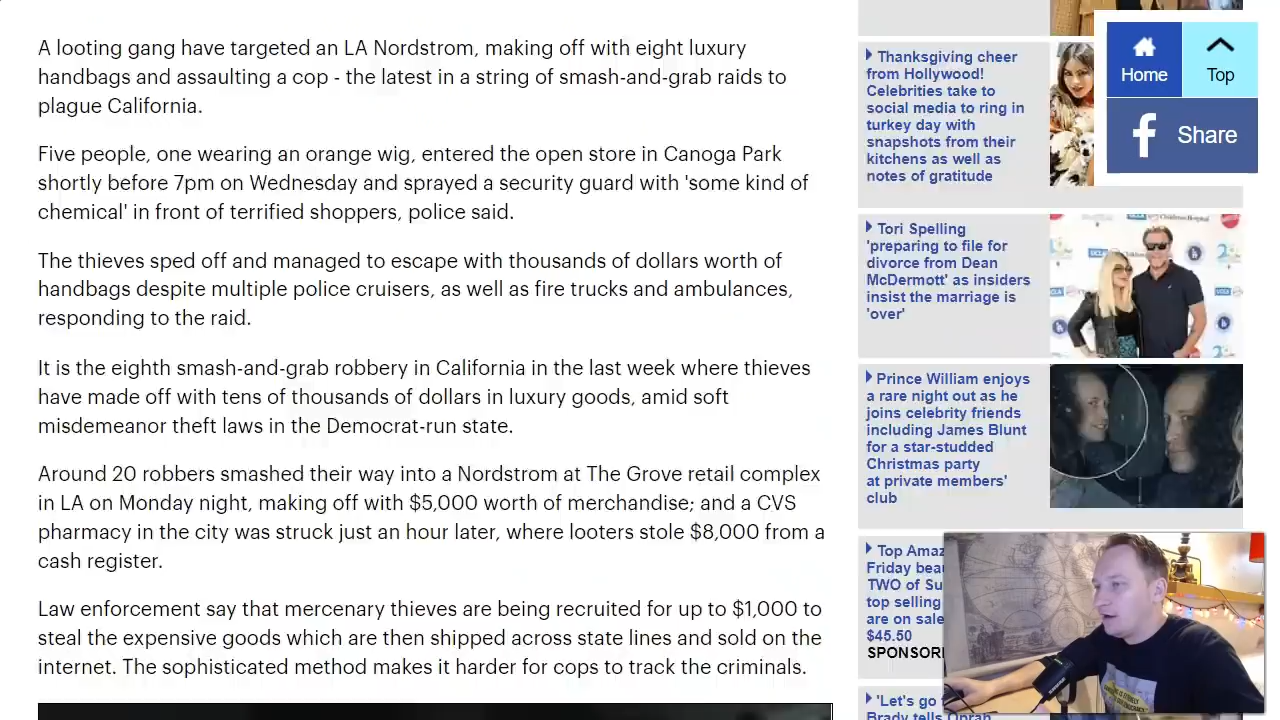 A looting gang have targeted an LA Nordstrom, making off with eight luxury
handbags and assaulting a cop - the latest in a string of smash-and-grab raids to
plague California.
Five people, one wearing an orange wig, entered the open store in Canoga Park
shortly before 7pm on Wednesday and sprayed a security guard with 'some kind of
chemical' in front of terrified shoppers, police said.
The thieves sped off and managed to escape with thousands of dollars worth of
handbags despite multiple police cruisers, as well as fire trucks and ambulances,
responding to the raid.
It is the eighth smash-and-grab robbery in California in the last week where thieves
have made off with tens of thousands of dollars in luxury goods, amid soft
misdemeanor theft laws in the Democrat-run state.
Around 20 robbers smashed their way into a Nordstrom at The Grove retail complex
in LA on Monday night, making off with $5,000 worth of merchandise; and a CVS
pharmacy in the city was struck just an hour later, where looters stole $8,000 from a
cash register.
Law enforcement say that mercenary thieves are being recruited for up to $1,000 to
steal the expensive goods which are then shipped across state lines and sold on the
internet. The sophisticated method makes it harder for cops to track the criminals.
Home
Top
Share
Thanksgiving cheer
from Hollywood!
Celebrities take to
social media to ring in
turkey day with
snapshots from their
kitchens as well as
notes of gratitude
Tori Spelling
'preparing to file for
divorce from Dean
McDermott' as insiders
insist the marriage is
'over'
Prince William enjoys
a rare night out as he
joins celebrity friends
including James Blunt
for a star-studded
Christmas party
at private members'
club
Top Amaz
Friday bea
TWO of Su
top selling
are on sale
$45.50
SPONSOR
'Let's go
Brady tells Oprah